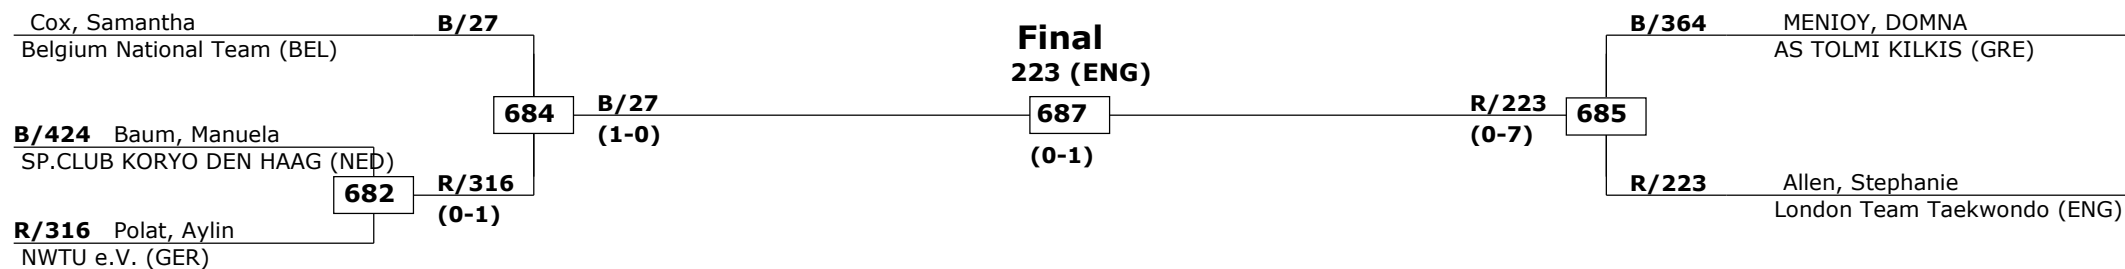 Cox, Samantha
B/27
Belgium National Team (BEL)
684
B/27
(1-0)
B/424 Baum, Manuela
SP.CLUB KORYO DEN HAAG (NED)
682
R/316
(0-1)
R/316 Polat, Aylin
NWTU e.V. (GER)
Final
223 (ENG)
687
(0-1)
R/223
(0-7)
685
B/364
MENIOY, DOMNA
AS TOLMI KILKIS (GRE)
R/223
Allen, Stephanie
London Team Taekwondo (ENG)